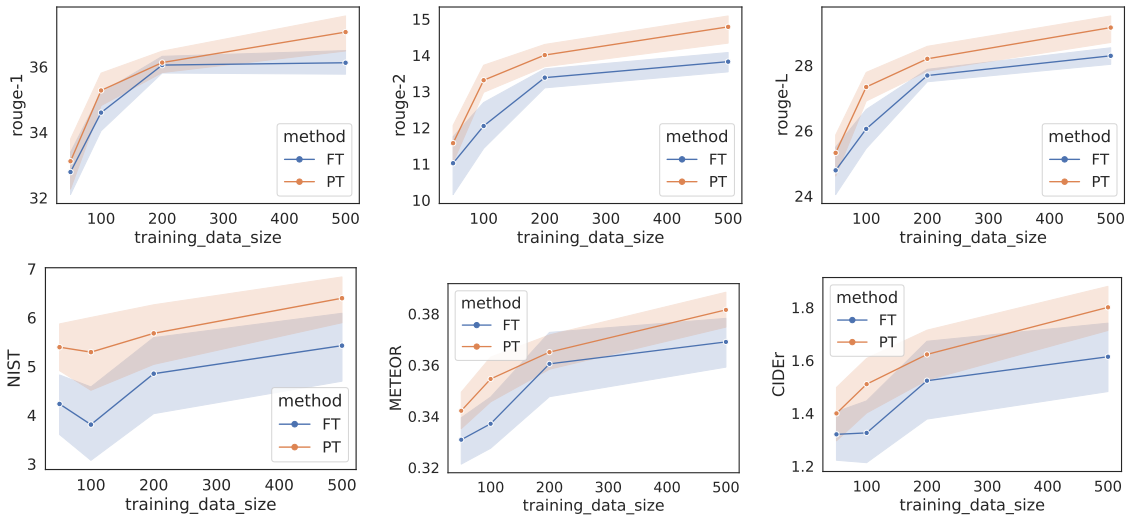 rouge-1
36
34
32
100
200
300
400
500
training_data_size
method
FT
PT
rouge-2
15
14
13
12
11
10
100
200
300
400
500
training_data_size
method
FT
PT
rouge-L
28
26
24
100
200
300
400
500
training_data_size
method
FT
PT
NIST
7
6
5
4
3
100
200
300
400
500
training_data_size
method
FT
PT
METEOR
0.38
0.36
0.34
0.32
100
200
300
400
500
training_data_size
method
FT
PT
CIDEr
1.8
1.6
1.4
1.2
100
200
300
400
500
training_data_size
method
FT
PT